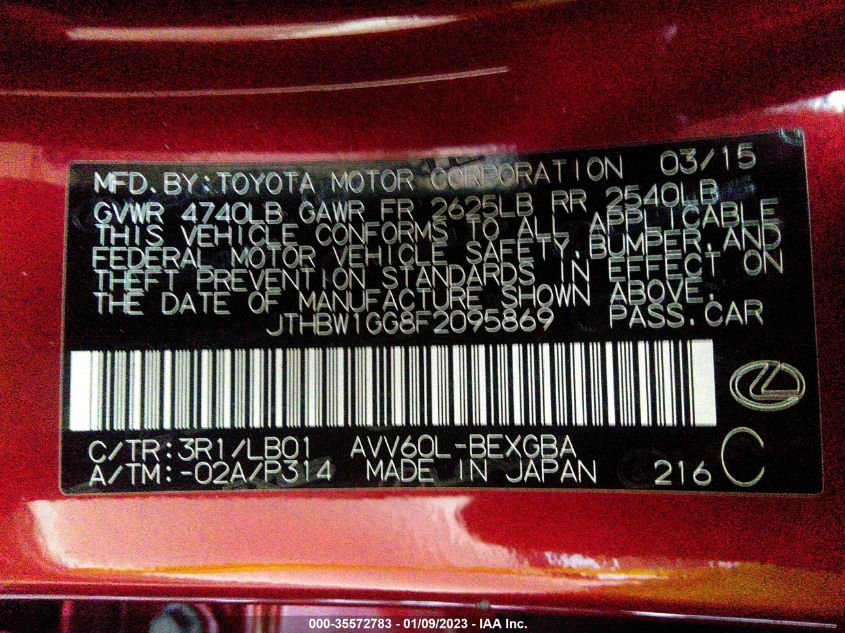 MFD.BY:TOYOTA MOTOR CORPORATION 03/15
GVWR 4740LB GAWR FR 2625LB RR 2540LB
THIS VEHICLE CONFORMS TO ALL APPLICABLE
FEDERAL MOTOR VEHICLE SAFETY,BUMPER,AND
THEFT PREVENTION STANDARDS IN EFFECT ON
THE DATE OF MANUFACTURE SHOWN ABOVE.
JTHBW1GG8F2095869 PASS.CAR
C/TR:3R1/LB01 AVV60L-BEXGBA
A/TM:-02A/P314 MADE IN JAPAN 216 C
000-35572783 - 01/09/2023 - IAA Inc.